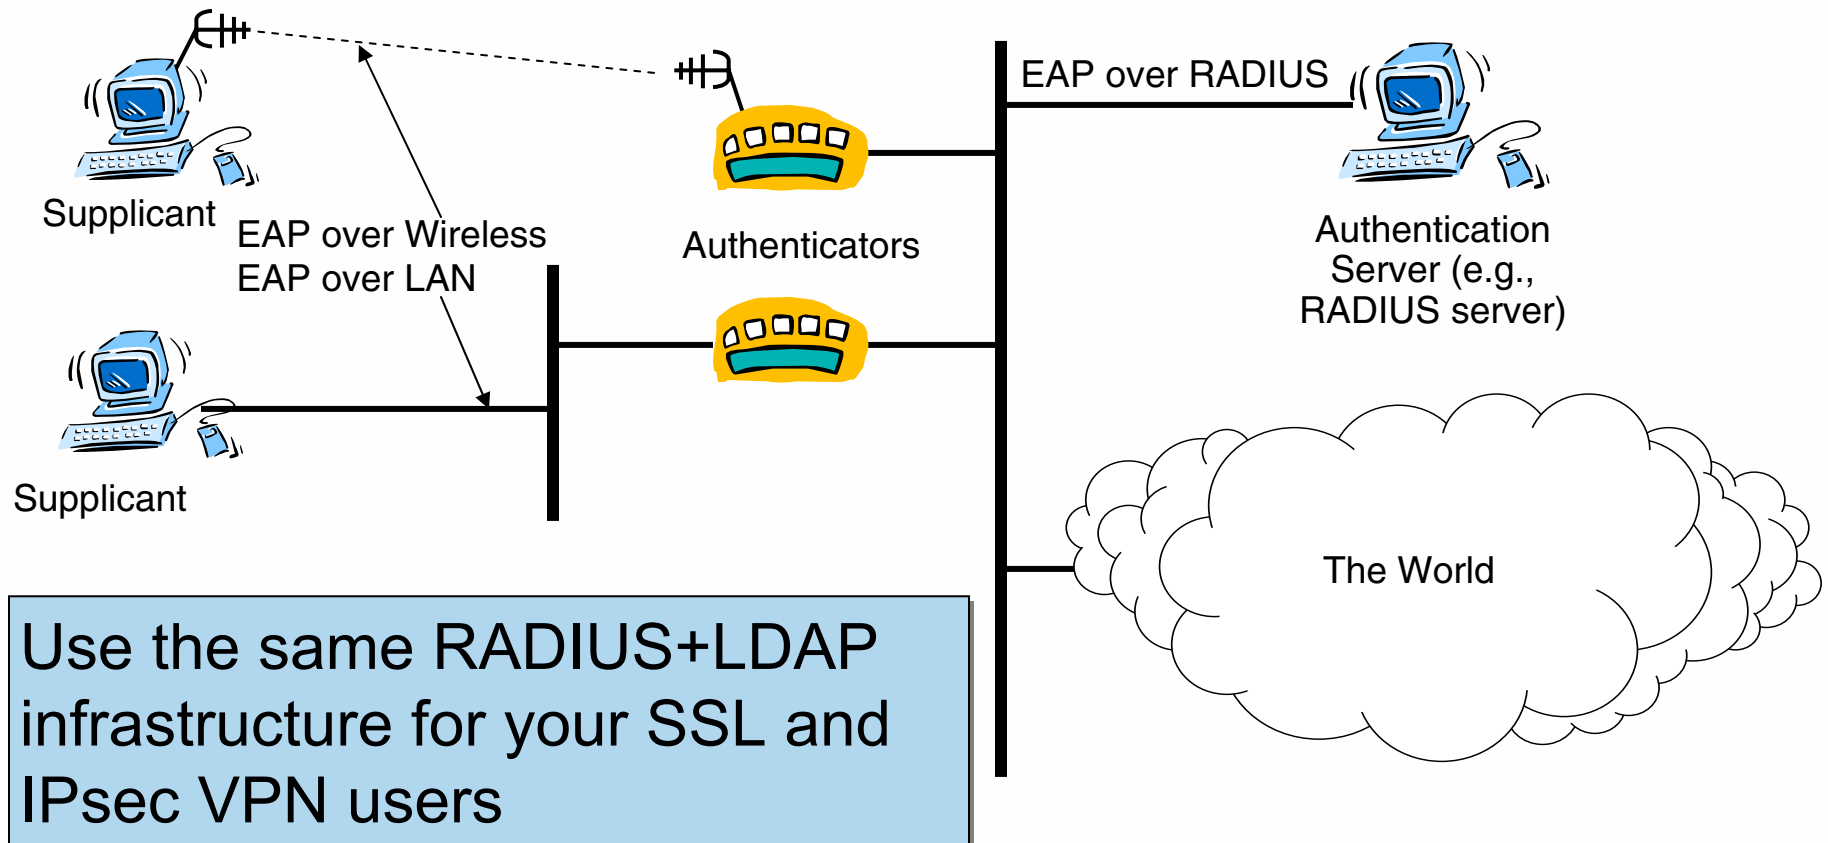 EAP over RADIUS
Supplicant
EAP over Wireless
EAP over LAN
Authenticators
Authentication
Server (e.g.,
RADIUS server)
Supplicant
The World
Use the same RADIUS+LDAP
infrastructure for your SSL and
IPsec VPN users